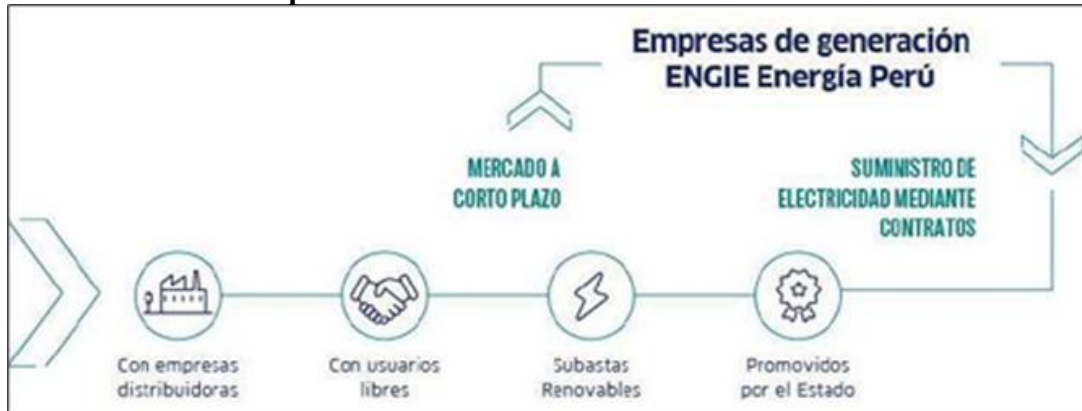 Empresas de generación
ENGIE Energía Perú
MERCADO A
CORTO PLAZO
SUMINISTRO DE
ELECTRICIDAD MEDIANTE
CONTRATOS
Con empresas
distribuidoras
Con usuarios
libres
Subastas
Renovables
Promovidos
por el Estado